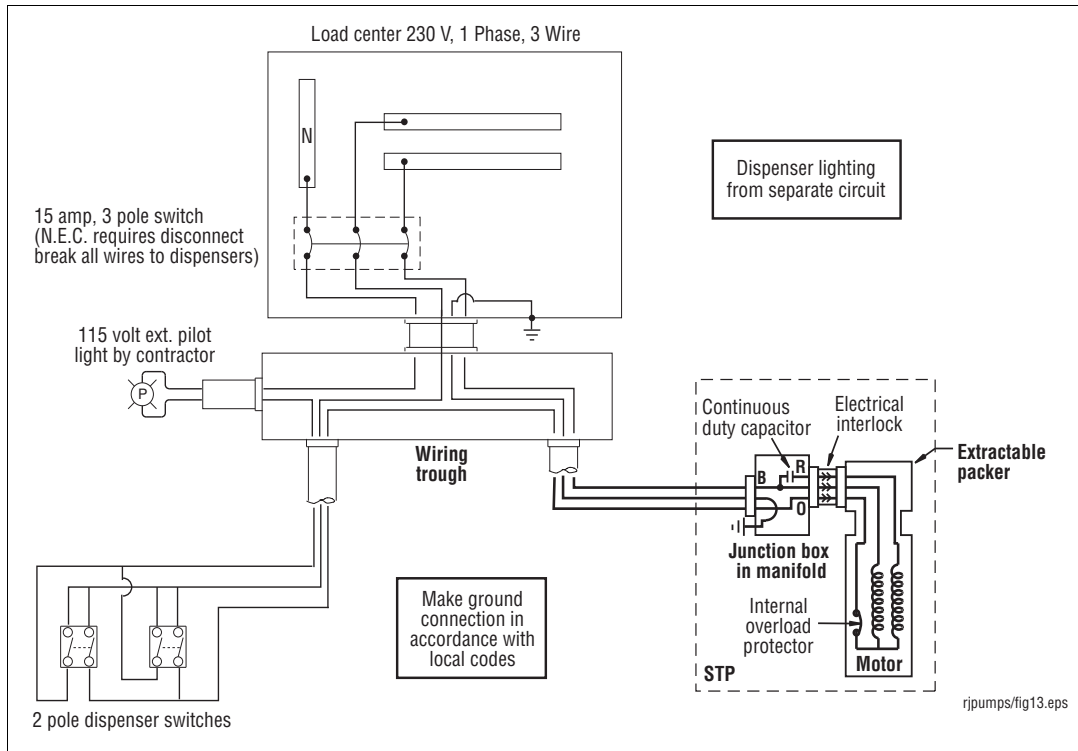 Load center 230 V, 1 Phase, 3 Wire
N
Dispenser lighting
from separate circuit
15 amp, 3 pole switch
(N.E.C. requires disconnect
break all wires to dispensers)
115 volt ext. pilot
light by contractor
P
Wiring
trough
Continuous
duty capacitor
Electrical
interlock
Extractable
packer
B
R
O
Junction box
in manifold
Make ground
connection in
accordance with
local codes
Internal
overload
protector
Motor
STP
2 pole dispenser switches
rjpumps/fig13.eps